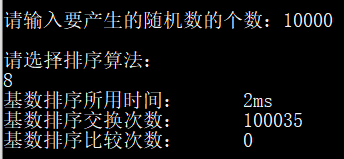 请输入要产生的随机数的个数：10000
请选择排序算法：
8
基数排序所用时间： 2ms
基数排序交换次数： 100035
基数排序比较次数： 0